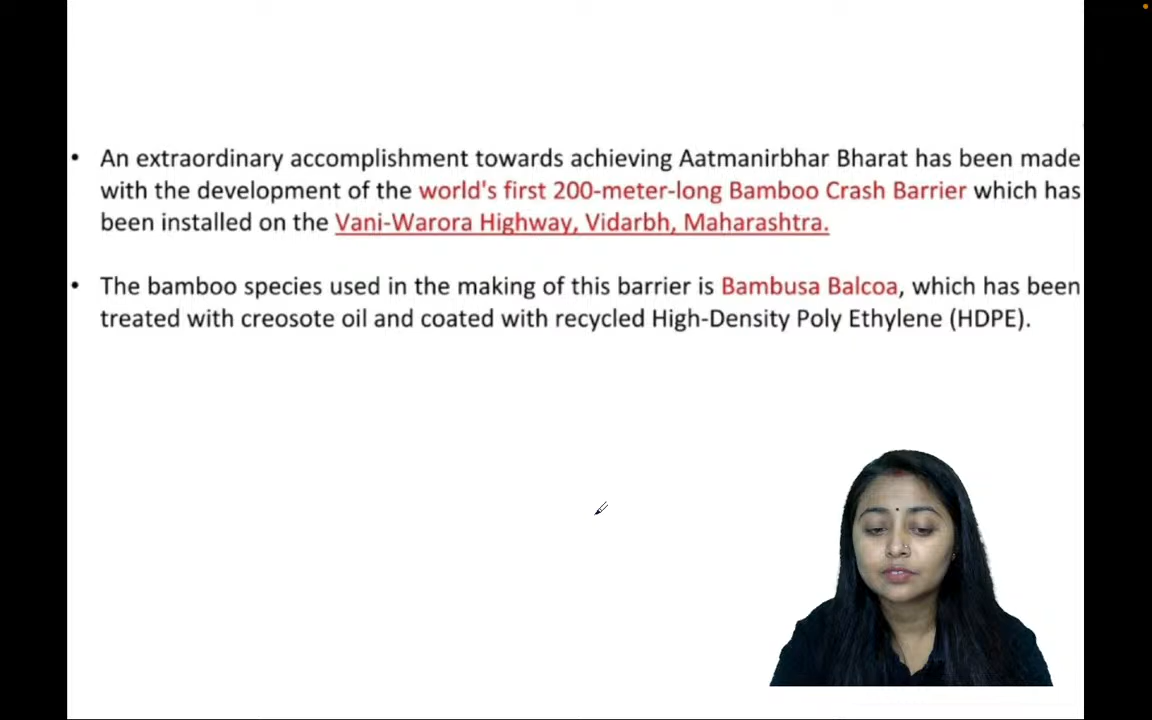 • An extraordinary accomplishment towards achieving Aatmanirbhar Bharat has been made
with the development of the world's first 200-meter-long Bamboo Crash Barrier which has
been installed on the Vani-Warora Highway, Vidarbh, Maharashtra.
• The bamboo species used in the making of this barrier is Bambusa Balcoa, which has been
treated with creosote oil and coated with recycled High-Density Poly Ethylene (HDPE).